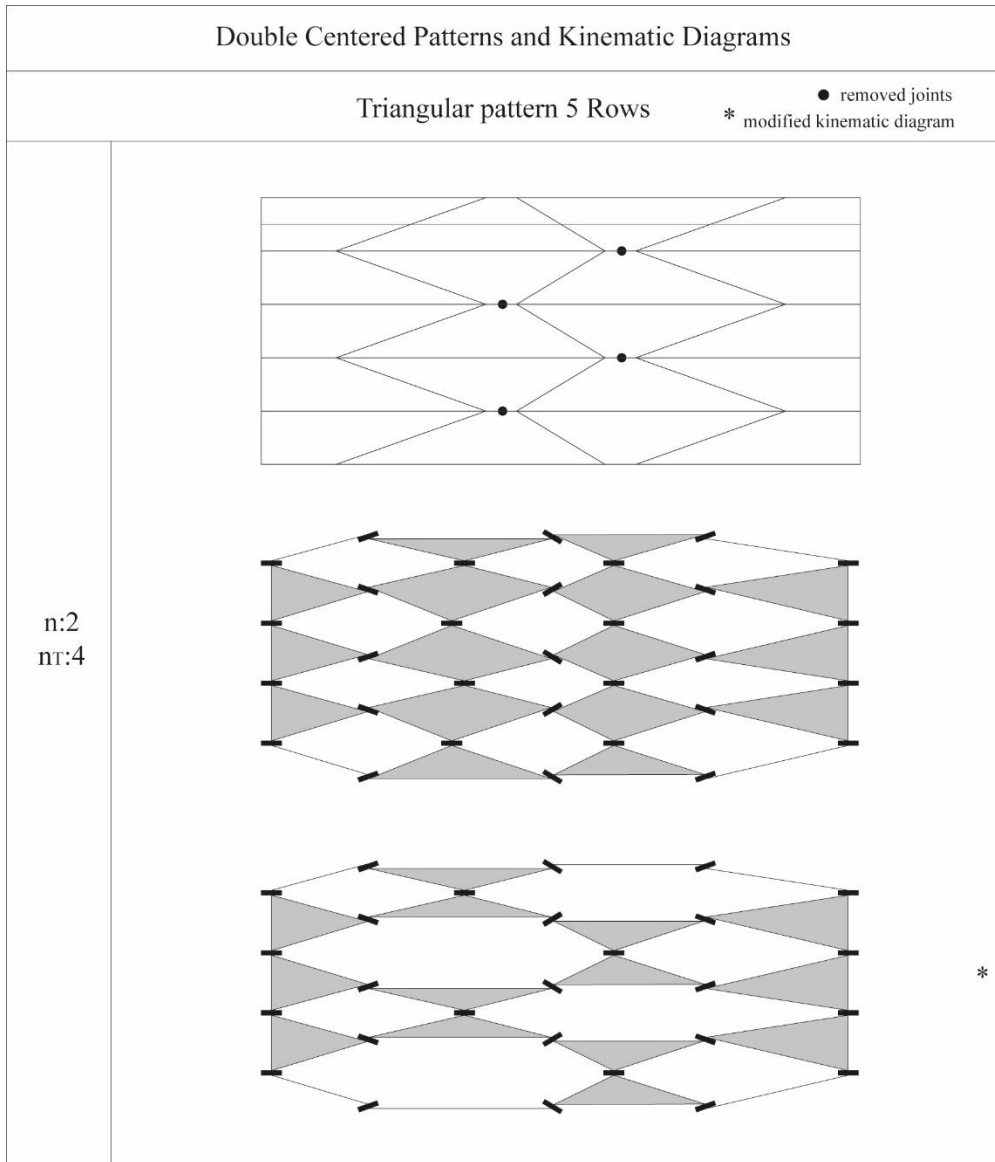 Double Centered Patterns and Kinematic Diagrams
Triangular pattern 5 Rows
● removed joints
* modified kinematic diagram
n:2
nT:4
*